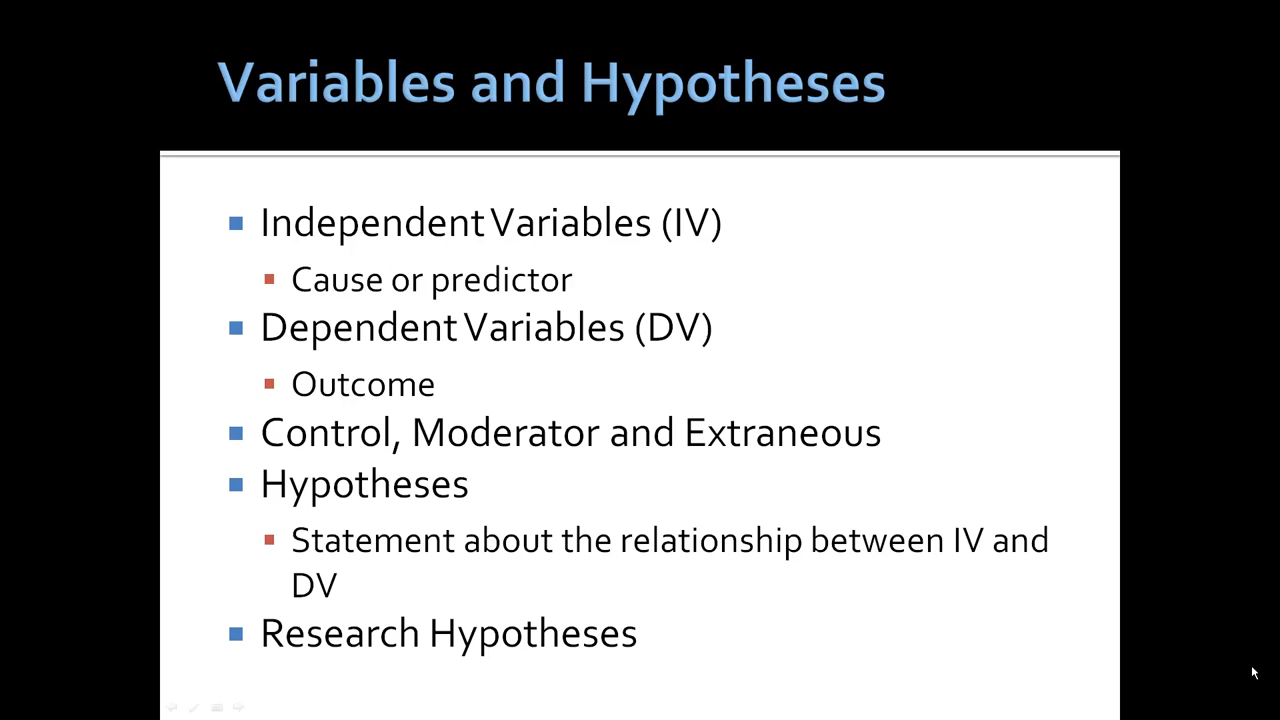 Variables and Hypotheses
Independent Variables (IV)
Cause or predictor
Dependent Variables (DV)
Outcome
Control, Moderator and Extraneous
Hypotheses
Statement about the relationship between IV and
DV
Research Hypotheses